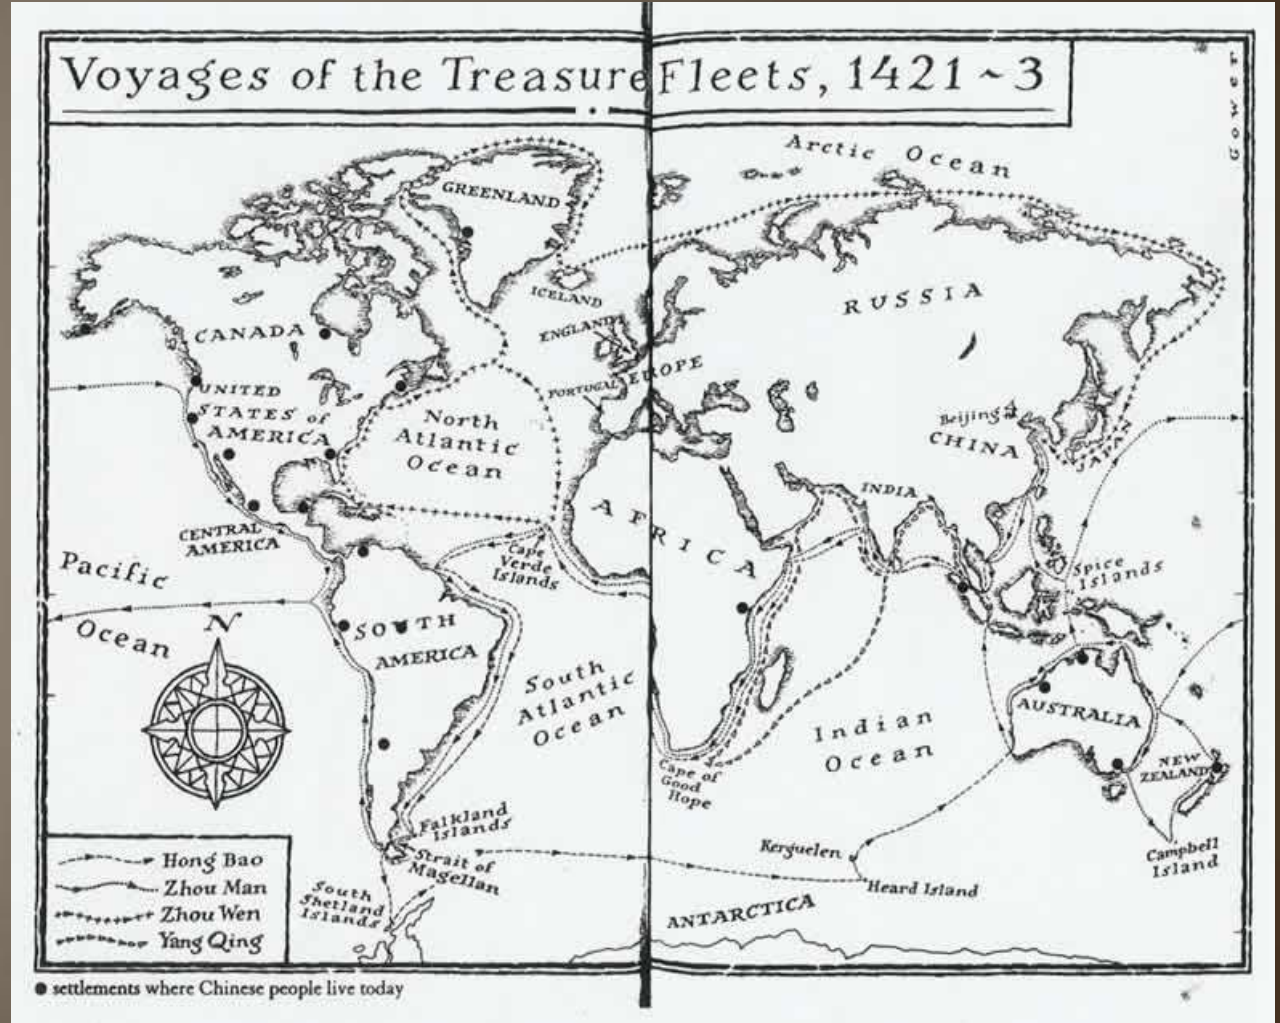 Voyages of the Treasure Fleets, 1421~3
Gower
Arctic Ocean
GREENLAND
ICELAND
ENGLAND
RUSSIA
CANADA
EUROPE
PORTUGAL
UNITED
STATES of
AMERICA
North
Atlantic
Ocean
Beijing
CHINA
JAPAN
INDIA
AFRICA
CENTRAL
AMERICA
Cape
Verde
Islands
Pacific
Ocean
Spice
Islands
N
SOUTH
AMERICA
South
Atlantic
Ocean
Indian
Ocean
AUSTRALIA
NEW
ZEALAND
Cape of
Good
Hope
Falkland
Islands
Strait of
Magellan
Kerguelen
Heard Island
Campbell
Island
South
Shetland
Islands
ANTARCTICA
Hong Bao
Zhou Man
Zhou Wen
Yang Qing
settlements where Chinese people live today